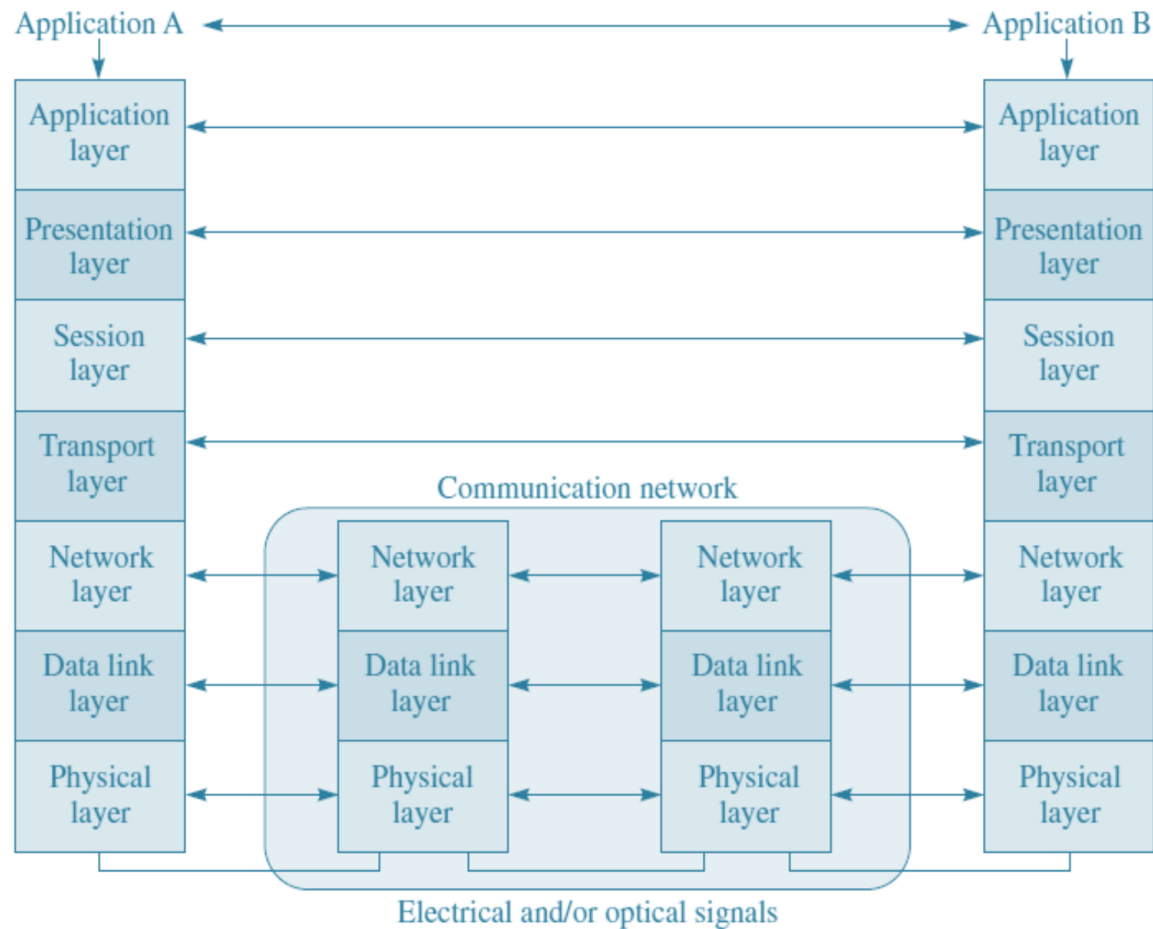 Application A
Application B
Application
layer
Application
layer
Presentation
layer
Presentation
layer
Session
layer
Session
layer
Transport
layer
Transport
layer
Communication network
Network
layer
Network
layer
Network
layer
Network
layer
Data link
layer
Data link
layer
Data link
layer
Data link
layer
Physical
layer
Physical
layer
Physical
layer
Physical
layer
Electrical and/or optical signals